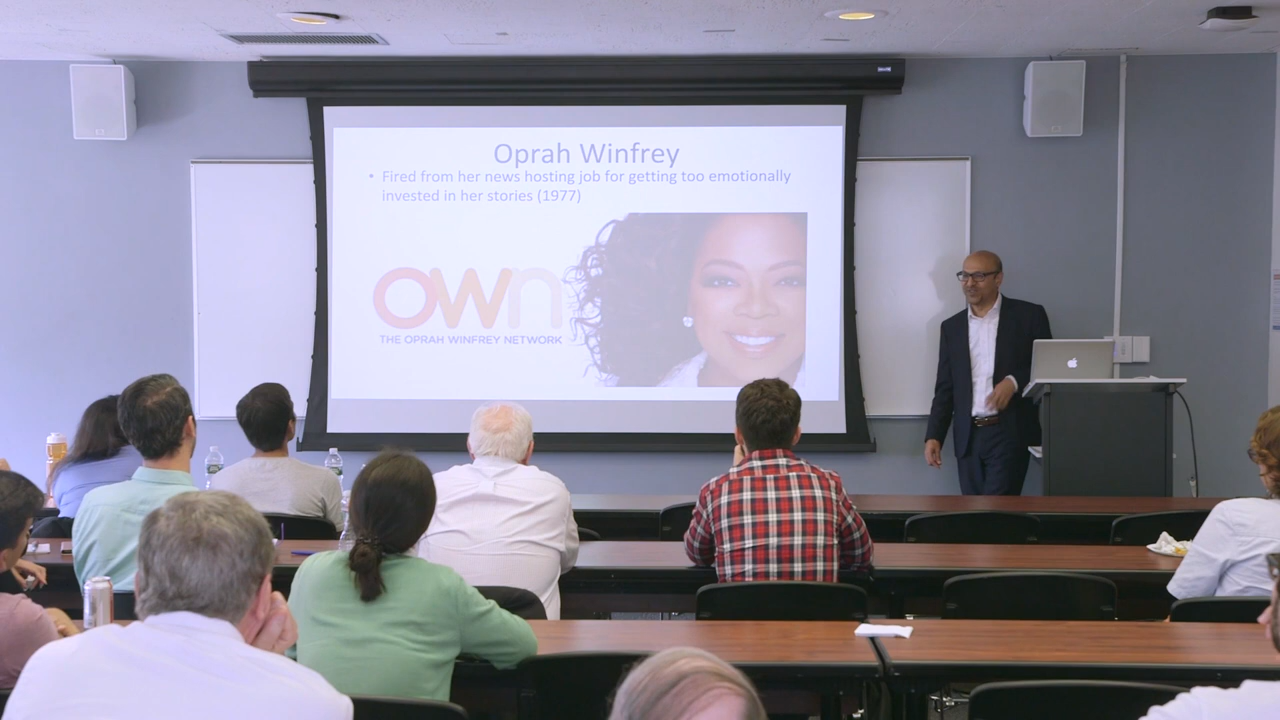 Oprah Winfrey
• Fired from her news hosting job for getting too emotionally
invested in her stories (1977)
own
THE OPRAH WINFREY NETWORK